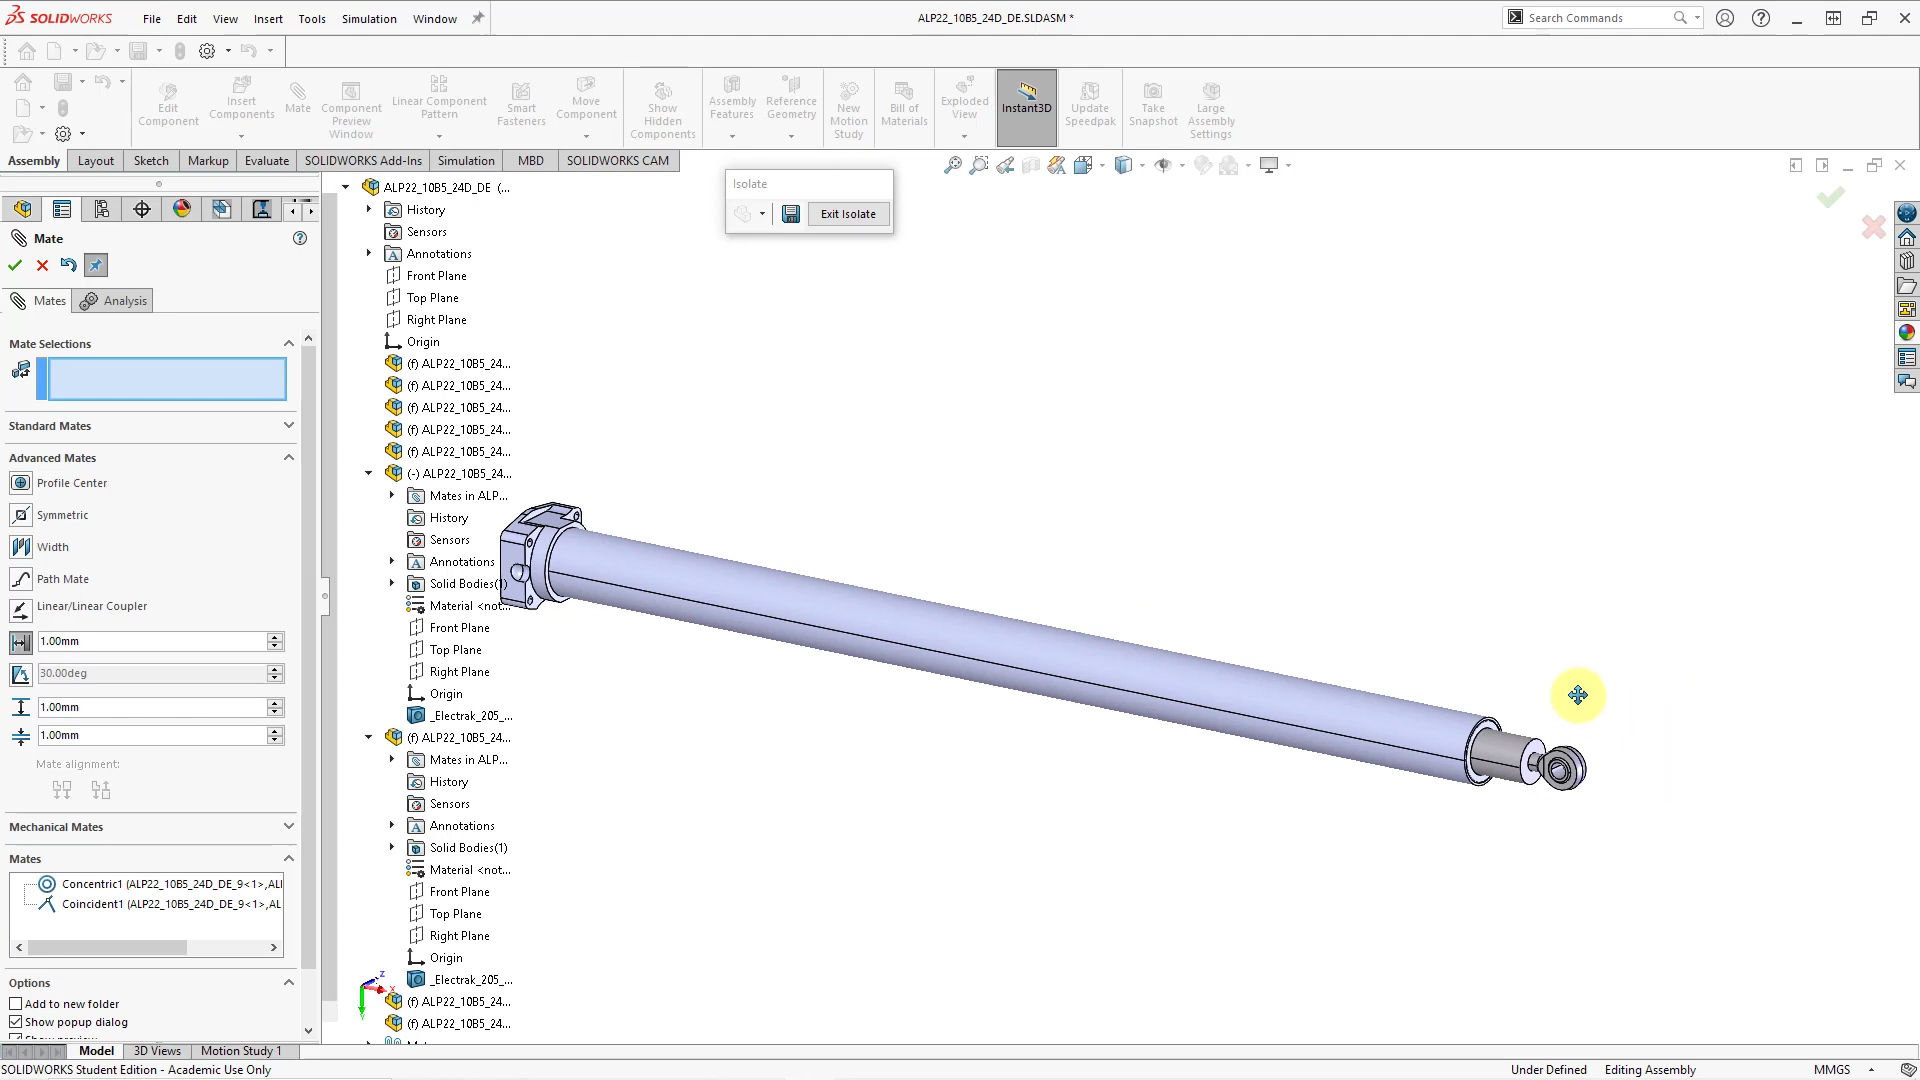 SOLIDWORKS File Edit View Insert Tools Simulation Window
ALP22_10B5_24D_DE.SLDASM *
Search Commands
Edit Component
Insert Components
Mate
Component Preview Window
Linear Component Pattern
Smart Fasteners
Move Component
Show Hidden Components
Assembly Features
Reference Geometry
New Motion Study
Bill of Materials
Exploded View
Instant3D
Update Speedpak
Take Snapshot
Large Assembly Settings
Assembly Layout Sketch Markup Evaluate SOLIDWORKS Add-Ins Simulation MBD SOLIDWORKS CAM
Isolate
Exit Isolate
Mate
Mates Analysis
Mate Selections
Standard Mates
Advanced Mates
Profile Center
Symmetric
Width
Path Mate
Linear/Linear Coupler
1.00mm
30.00deg
1.00mm
1.00mm
Mate alignment:
Mechanical Mates
Mates
Concentric1 (ALP22_10B5_24D_DE_9<1>,ALI
Coincident1 (ALP22_10B5_24D_DE_9<1>,AL
Options
Add to new folder
Show popup dialog
ALP22_10B5_24D_DE (...
History
Sensors
Annotations
Front Plane
Top Plane
Right Plane
Origin
(f) ALP22_10B5_24...
(f) ALP22_10B5_24...
(f) ALP22_10B5_24...
(f) ALP22_10B5_24...
(f) ALP22_10B5_24...
(-) ALP22_10B5_24...
Mates in ALP...
History
Sensors
Annotations
Solid Bodies(1)
Material <not...
Front Plane
Top Plane
Right Plane
Origin
_Electrak_205_...
(f) ALP22_10B5_24...
Mates in ALP...
History
Sensors
Annotations
Solid Bodies(1)
Material <not...
Front Plane
Top Plane
Right Plane
Origin
_Electrak_205_...
(f) ALP22_10B5_24...
(f) ALP22_10B5_24...
z
x
Y
Model 3D Views Motion Study 1
SOLIDWORKS Student Edition - Academic Use Only
Under Defined Editing Assembly MMGS